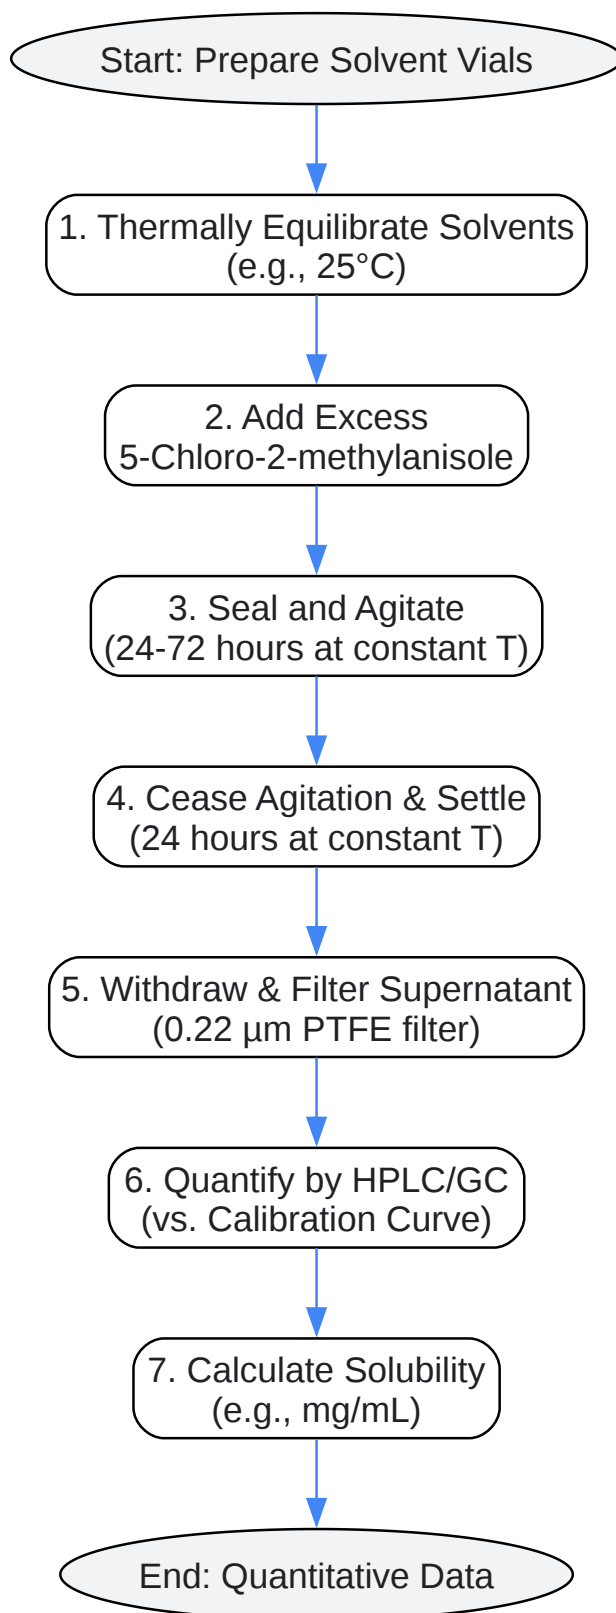 Start: Prepare Solvent Vials
1. Thermally Equilibrate Solvents
(e.g., 25°C)
2. Add Excess
5-Chloro-2-methylanisole
3. Seal and Agitate
(24-72 hours at constant T)
4. Cease Agitation & Settle
(24 hours at constant T)
5. Withdraw & Filter Supernatant
(0.22 µm PTFE filter)
6. Quantify by HPLC/GC
(vs. Calibration Curve)
7. Calculate Solubility
(e.g., mg/mL)
End: Quantitative Data